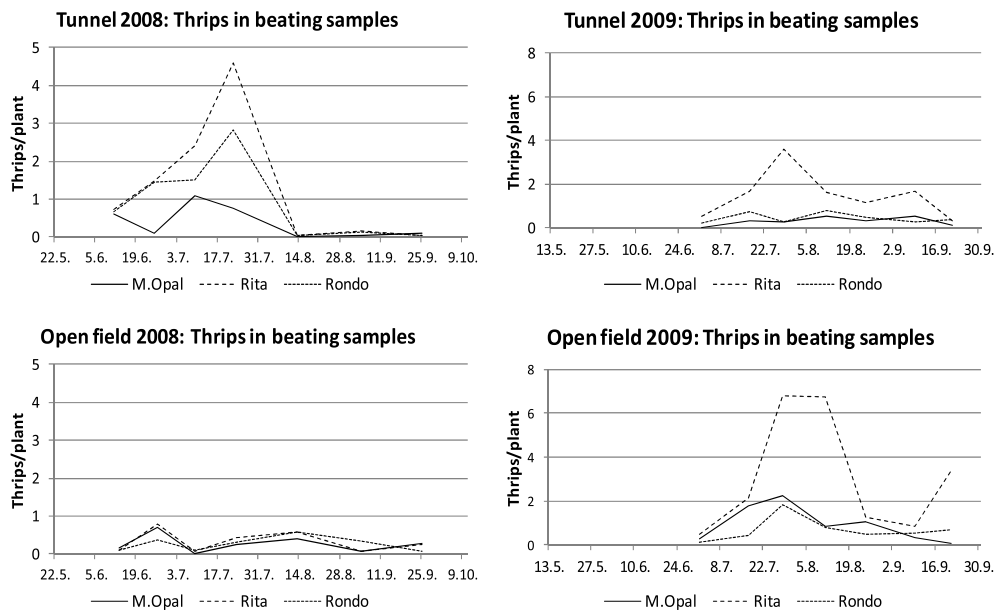 Tunnel 2008: Thrips in beating samples
Thrips/plant
5
4
3
2
1
0
22.5. 5.6. 19.6. 3.7. 17.7. 31.7. 14.8. 28.8. 11.9. 25.9. 9.10.
M.Opal Rita Rondo
Tunnel 2009: Thrips in beating samples
Thrips/plant
8
6
4
2
0
13.5. 27.5. 10.6. 24.6. 8.7. 22.7. 5.8. 19.8. 2.9. 16.9. 30.9.
M.Opal Rita Rondo
Open field 2008: Thrips in beating samples
Thrips/plant
5
4
3
2
1
0
22.5. 5.6. 19.6. 3.7. 17.7. 31.7. 14.8. 28.8. 11.9. 25.9. 9.10.
M.Opal Rita Rondo
Open field 2009: Thrips in beating samples
Thrips/plant
8
6
4
2
0
13.5. 27.5. 10.6. 24.6. 8.7. 22.7. 5.8. 19.8. 2.9. 16.9. 30.9.
M.Opal Rita Rondo